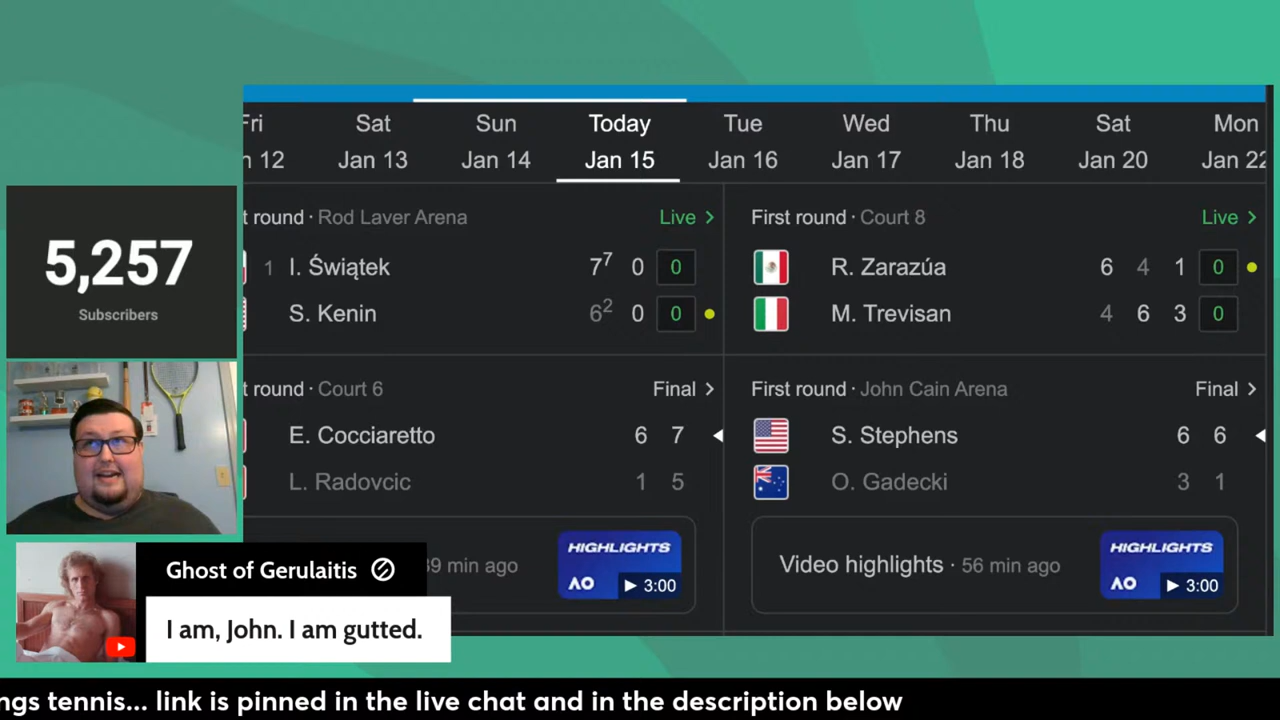 Fri Sat Sun Today Tue Wed Thu Sat Mon
12 Jan 13 Jan 14 Jan 15 Jan 16 Jan 17 Jan 18 Jan 20 Jan 22
5,257
Subscribers
round · Rod Laver Arena Live >
1 I. Świątek 7⁷ 0 0
S. Kenin 6² 0 0
First round · Court 8 Live >
R. Zarazúa 6 4 1 0
M. Trevisan 4 6 3 0
round · Court 6 Final >
E. Cocciaretto 6 7
L. Radovcic 1 5
39 min ago HIGHLIGHTS
AO ▶ 3:00
First round · John Cain Arena Final >
S. Stephens 6 6
O. Gadecki 3 1
Video highlights · 56 min ago HIGHLIGHTS
AO ▶ 3:00
Ghost of Gerulaitis
I am, John. I am gutted.
ngs tennis... link is pinned in the live chat and in the description below